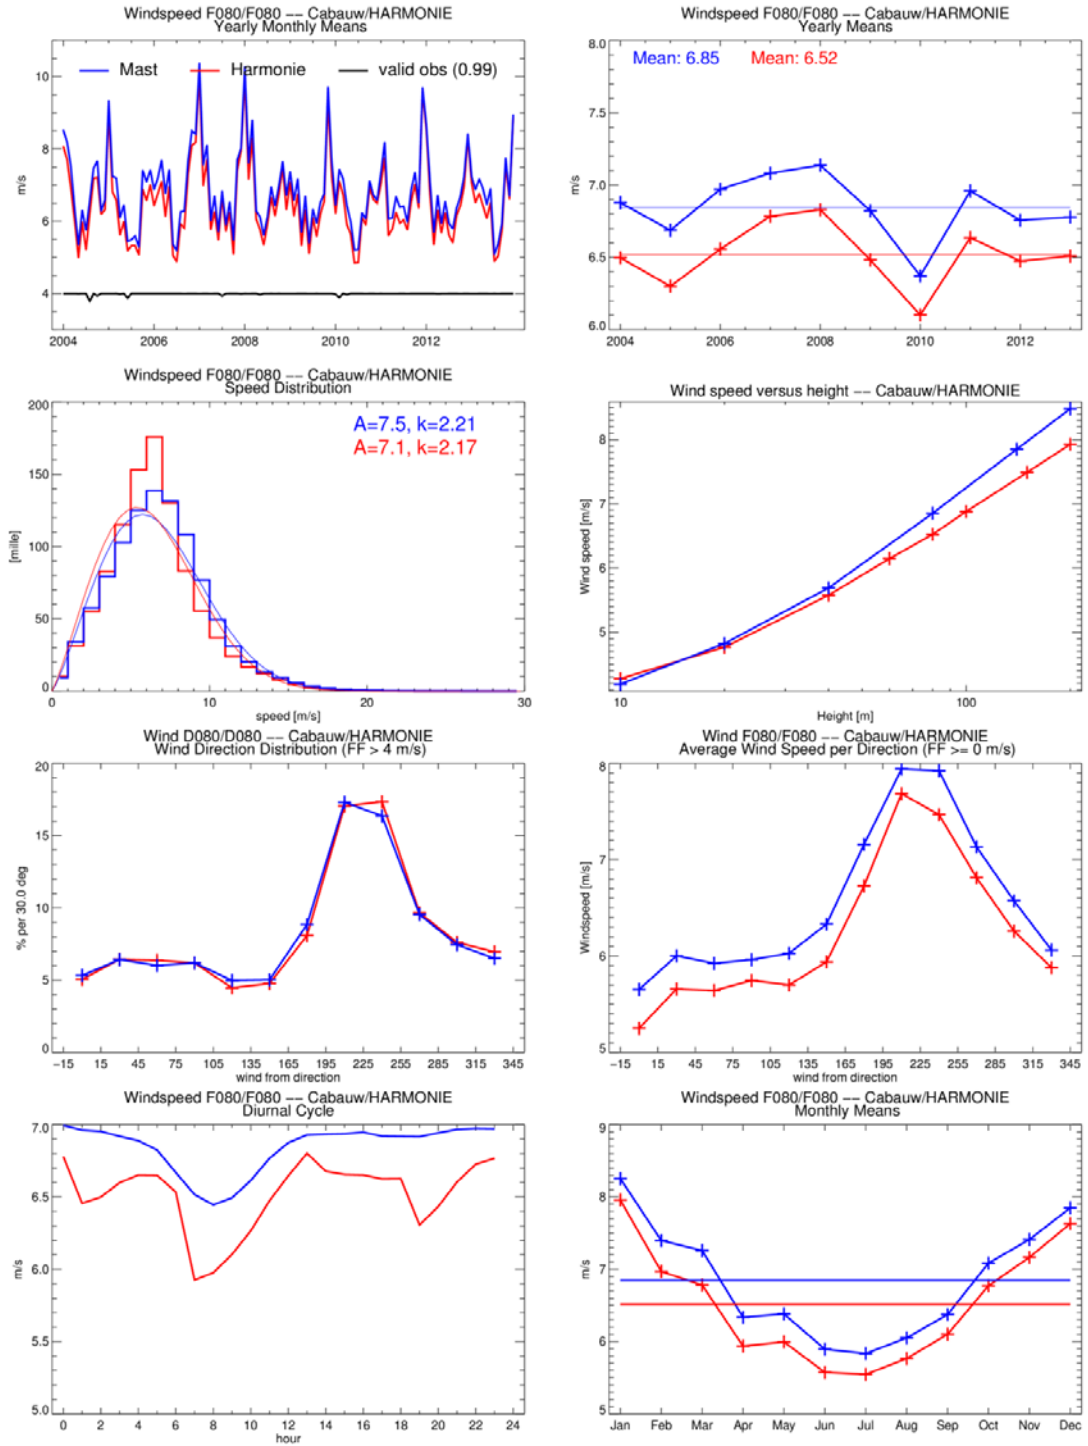 Windspeed F080/F080 −− Cabauw/HARMONIE
Yearly Monthly Means
Mast
Harmonie
valid obs (0.99)
10
8
6
4
m/s
2004 2006 2008 2010 2012
Windspeed F080/F080 −− Cabauw/HARMONIE
Yearly Means
Mean: 6.85 Mean: 6.52
8.0
7.5
7.0
6.5
6.0
m/s
2004 2006 2008 2010 2012
Windspeed F080/F080 −− Cabauw/HARMONIE
Speed Distribution
A=7.5, k=2.21
A=7.1, k=2.17
200
150
100
50
0
[mille]
0 10 20 30
speed [m/s]
Wind speed versus height −− Cabauw/HARMONIE
8
7
6
5
Wind speed [m/s]
10 100
Height [m]
Wind D080/D080 −− Cabauw/HARMONIE
Wind Direction Distribution (FF > 4 m/s)
20
15
10
5
0
% per 30.0 deg
−15 15 45 75 105 135 165 195 225 255 285 315 345
wind from direction
Wind F080/F080 −− Cabauw/HARMONIE
Average Wind Speed per Direction (FF >= 0 m/s)
8
7
6
5
Windspeed [m/s]
−15 15 45 75 105 135 165 195 225 255 285 315 345
wind from direction
Windspeed F080/F080 −− Cabauw/HARMONIE
Diurnal Cycle
7.0
6.5
6.0
5.5
5.0
m/s
0 2 4 6 8 10 12 14 16 18 20 22 24
hour
Windspeed F080/F080 −− Cabauw/HARMONIE
Monthly Means
9
8
7
6
5
m/s
Jan Feb Mar Apr May Jun Jul Aug Sep Oct Nov Dec